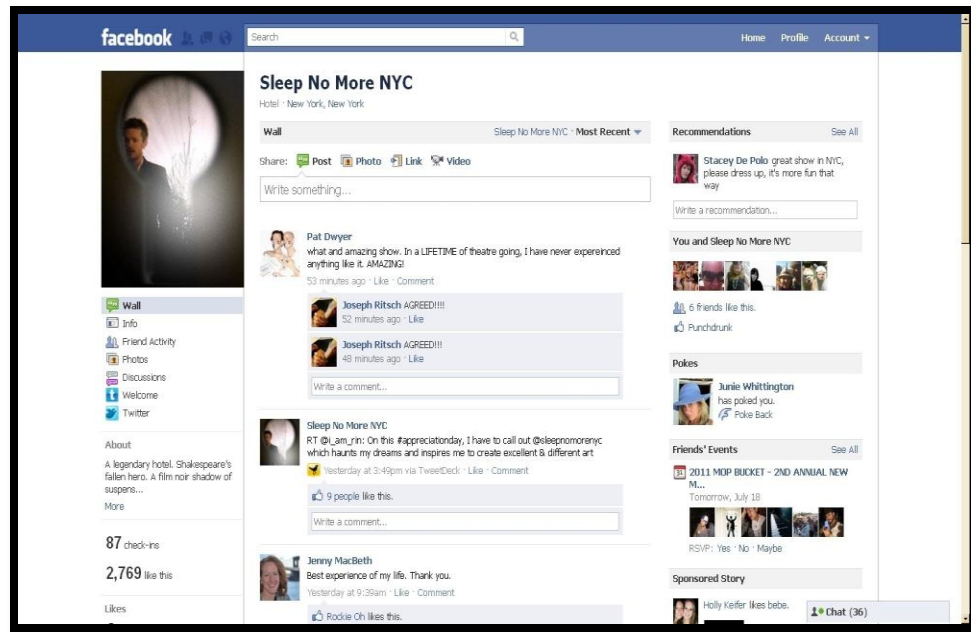 facebook
Search
Home Profile Account
Sleep No More NYC
Hotel · New York, New York
Wall
Sleep No More NYC · Most Recent
Share: Post Photo Link Video
Write something...
Pat Dwyer
what and amazing show. In a LIFETIME of theatre going, I have never expereinced
anything like it. AMAZING!
53 minutes ago · Like · Comment
Joseph Ritsch AGREED!!!!
52 minutes ago · Like
Joseph Ritsch AGREED!!!
48 minutes ago · Like
Write a comment...
Sleep No More NYC
RT @i_am_rin: On this #appreciationday, I have to call out @sleepnomorenyc
which haunts my dreams and inspires me to create excellent & different art
Yesterday at 3:49pm via TweetDeck · Like · Comment
9 people like this.
Write a comment...
Jenny MacBeth
Best experience of my life. Thank you.
Yesterday at 9:39am · Like · Comment
Rockie Oh likes this.
Wall
Info
Friend Activity
Photos
Discussions
Welcome
Twitter
About
A legendary hotel. Shakespeare's
fallen hero. A film noir shadow of
suspens...
More
87 check-ins
2,769 like this
Likes
Recommendations See All
Stacey De Polo great show in NYC,
please dress up, it's more fun that
way
Write a recommendation...
You and Sleep No More NYC
6 friends like this.
Punchdrunk
Pokes
Junie Whittington
has poked you.
Poke Back
Friends' Events See All
31 2011 MOP BUCKET - 2ND ANNUAL NEW
M...
Tomorrow, July 18
RSVP: Yes · No · Maybe
Sponsored Story
Holly Keifer likes bebe.
Chat (36)